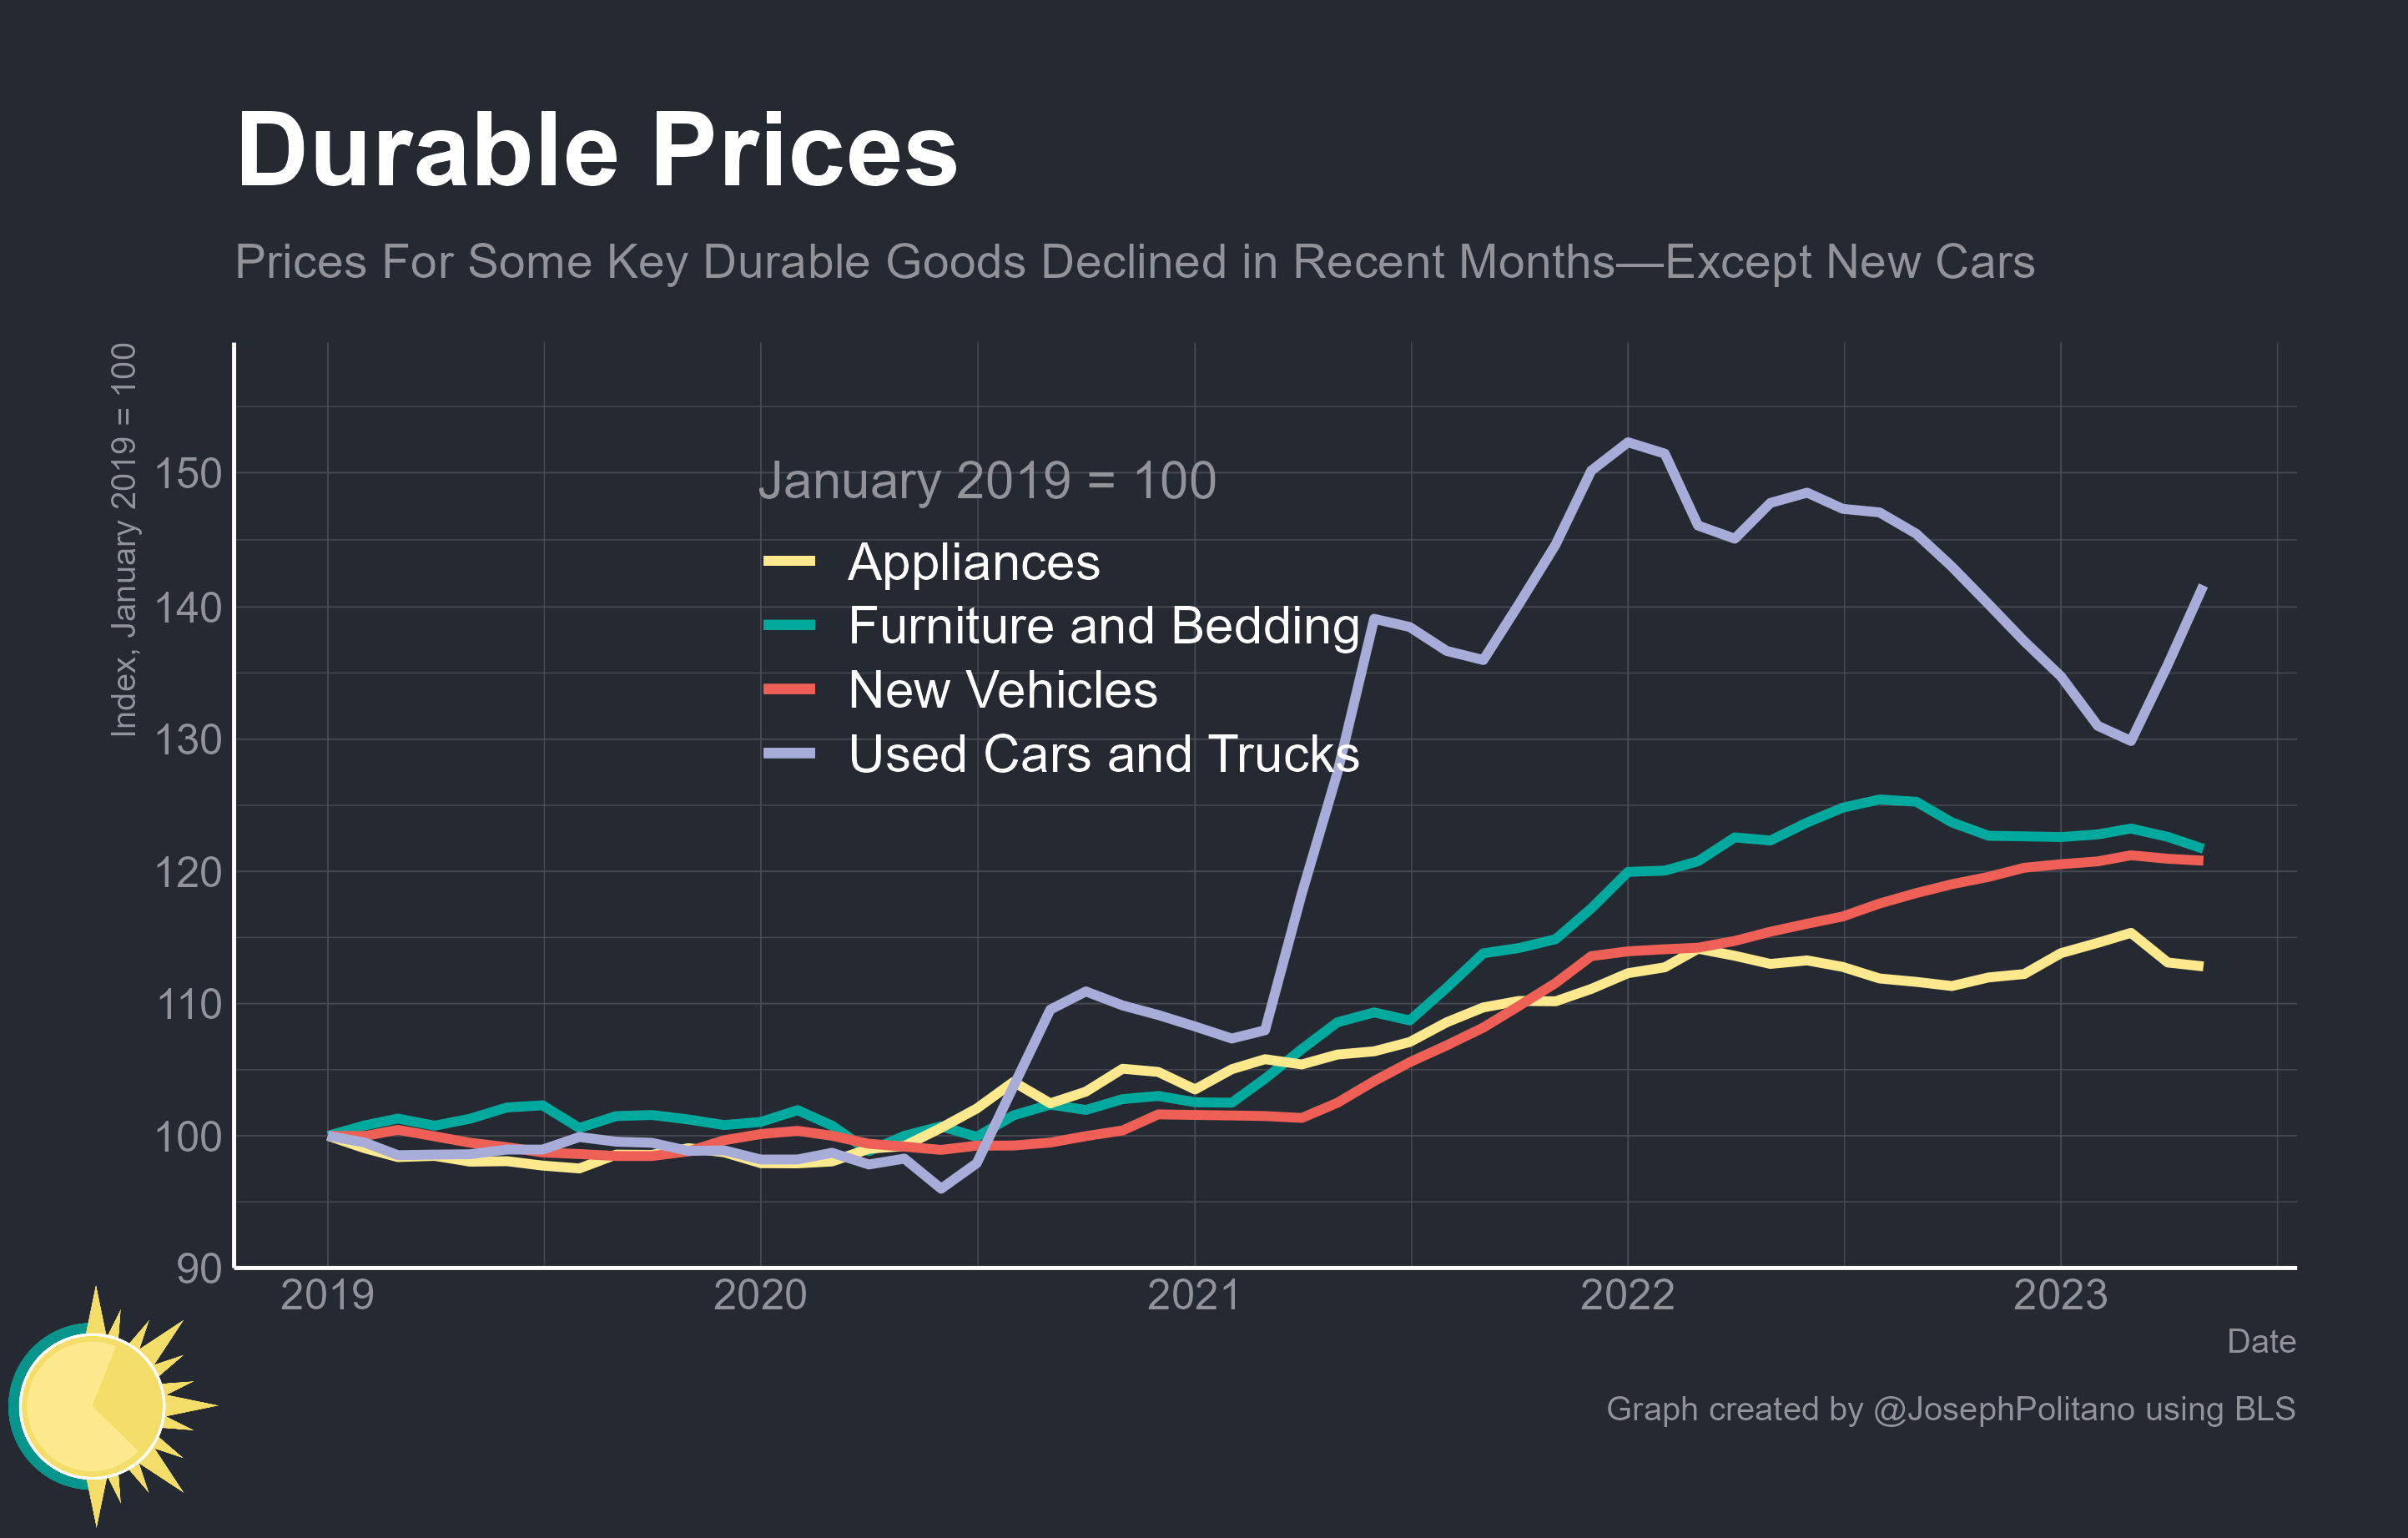 Durable Prices
Prices For Some Key Durable Goods Declined in Recent Months—Except New Cars
Index, January 2019 = 100
150
140
130
120
110
100
90
January 2019 = 100
Appliances
Furniture and Bedding
New Vehicles
Used Cars and Trucks
2019 2020 2021 2022 2023
Date
Graph created by @JosephPolitano using BLS